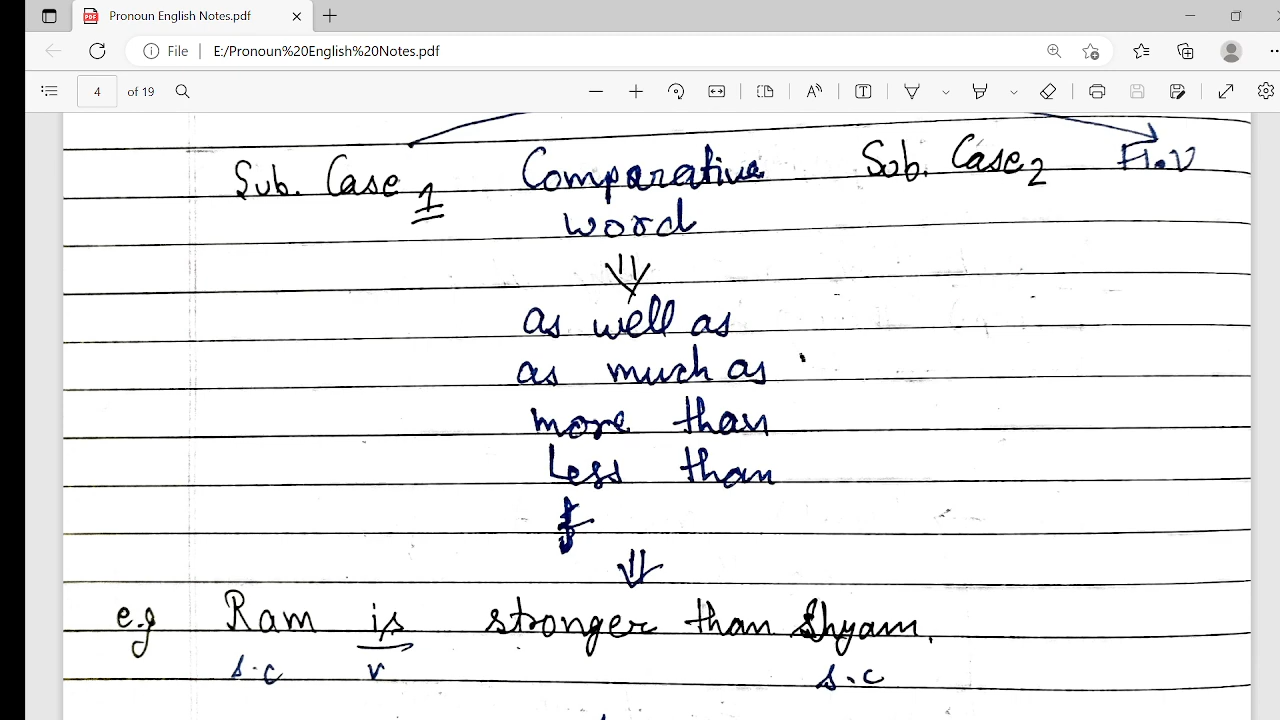 Pronoun English Notes.pdf
File | E:/Pronoun%20English%20Notes.pdf
4 of 19
Sub. Case 1 Comparative Sub. Case 2 H.V
word
as well as
as much as
more than
Less than
e.g Ram is stronger than Shyam.
s.c v s.c